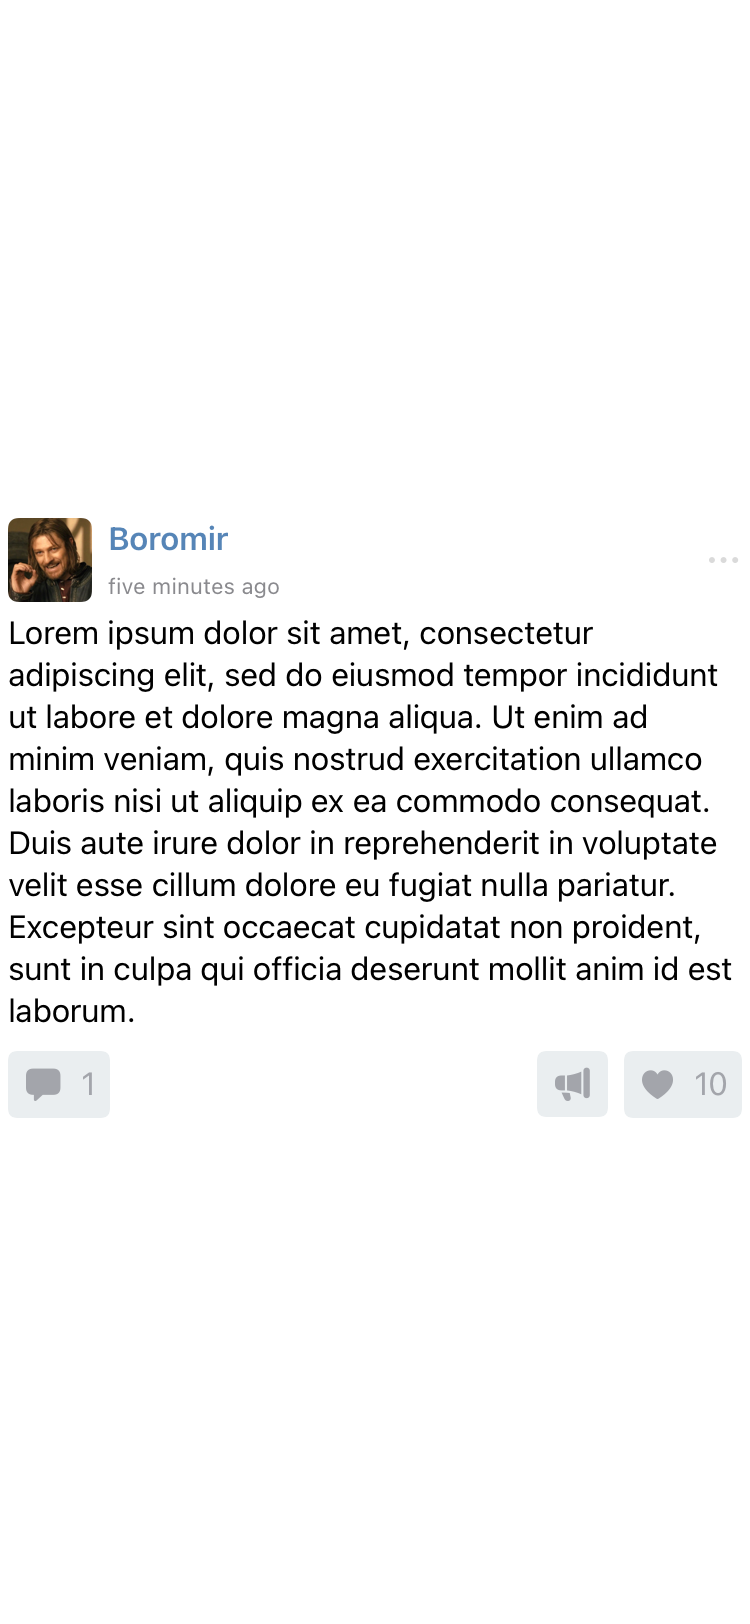 Boromir
five minutes ago
Lorem ipsum dolor sit amet, consectetur
adipiscing elit, sed do eiusmod tempor incididunt
ut labore et dolore magna aliqua. Ut enim ad
minim veniam, quis nostrud exercitation ullamco
laboris nisi ut aliquip ex ea commodo consequat.
Duis aute irure dolor in reprehenderit in voluptate
velit esse cillum dolore eu fugiat nulla pariatur.
Excepteur sint occaecat cupidatat non proident,
sunt in culpa qui officia deserunt mollit anim id est
laborum.
1 10